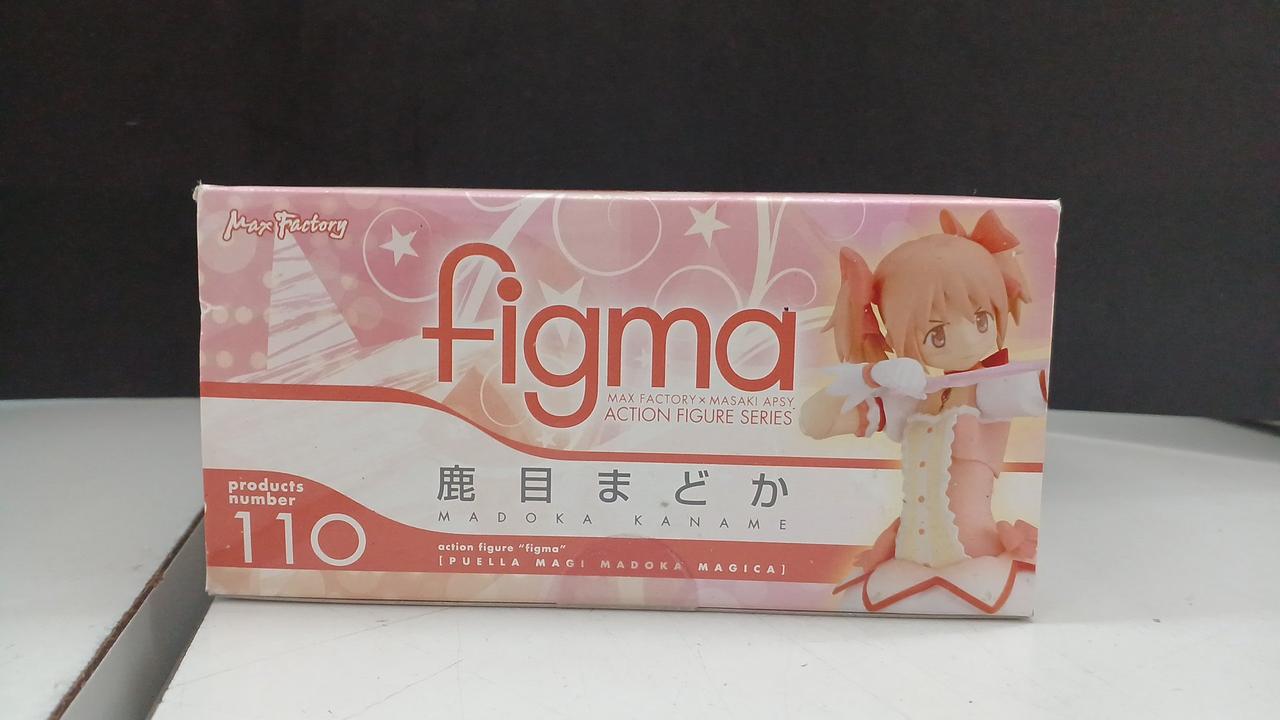 Max Factory
figma
MAX FACTORY × MASAKI APSY
ACTION FIGURE SERIES
鹿目まどか
MADOKA KANAME
products
number
110
action figure "figma"
[PUELLA MAGI MADOKA MAGICA]